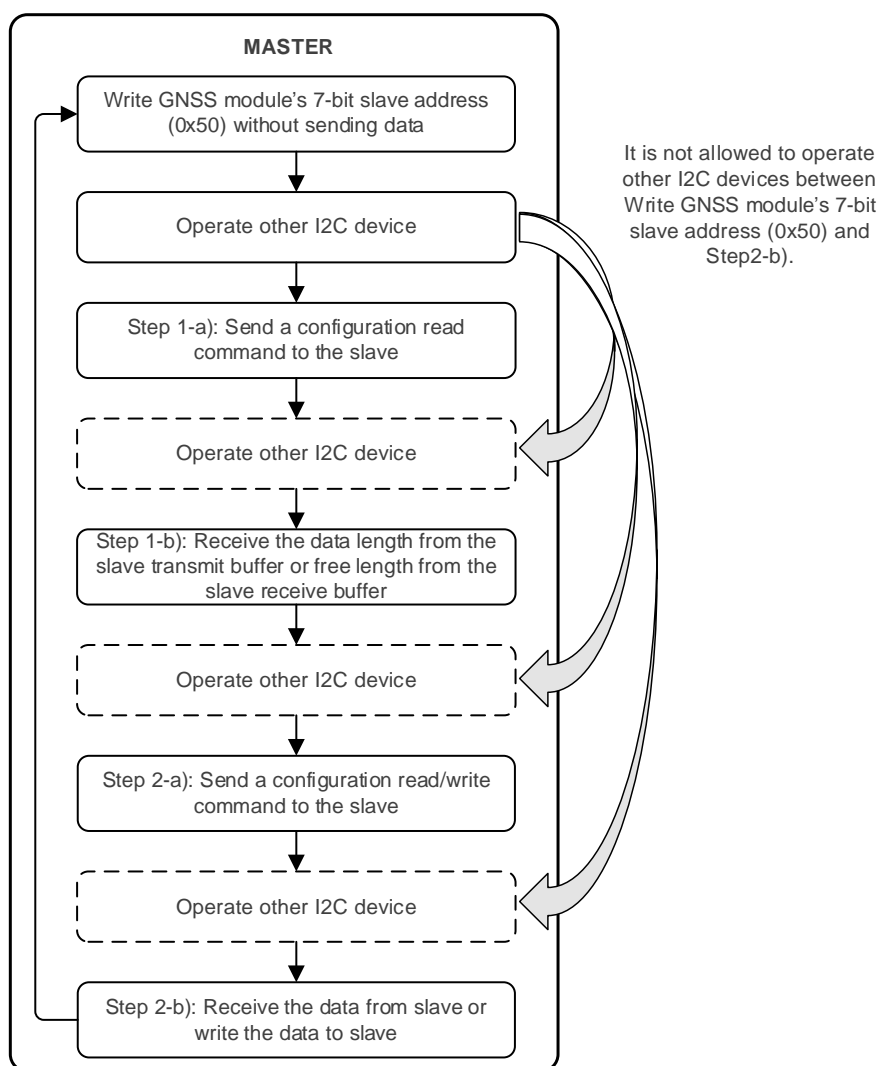 MASTER
Write GNSS module's 7-bit slave address
(0x50) without sending data
It is not allowed to operate
other I2C devices between
Write GNSS module's 7-bit
slave address (0x50) and
Step2-b).
Operate other I2C device
Step 1-a): Send a configuration read
command to the slave
Operate other I2C device
Step 1-b): Receive the data length from the
slave transmit buffer or free length from the
slave receive buffer
Operate other I2C device
Step 2-a): Send a configuration read/write
command to the slave
Operate other I2C device
Step 2-b): Receive the data from slave or
write the data to slave